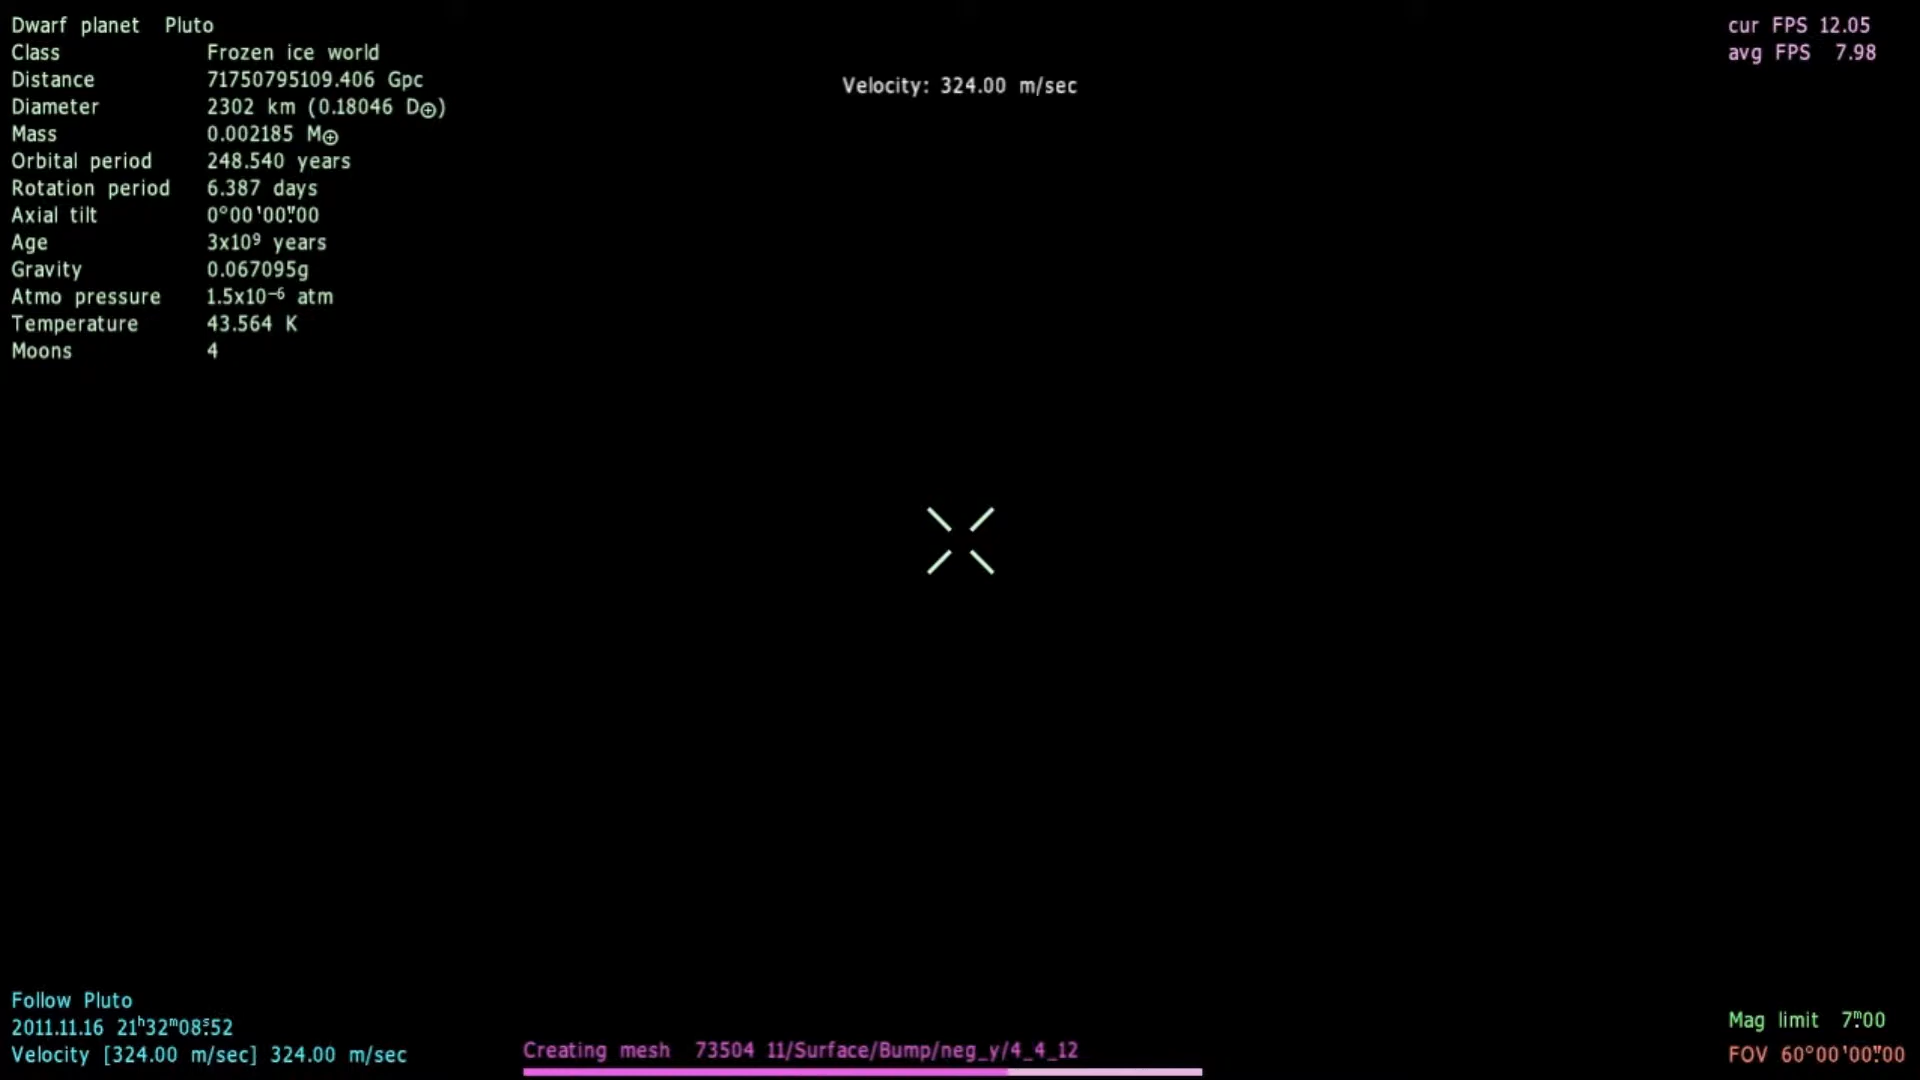 Dwarf planet Pluto
Class Frozen ice world
Distance 71750795109.406 Gpc
Diameter 2302 km (0.18046 D⊕)
Mass 0.002185 M⊕
Orbital period 248.540 years
Rotation period 6.387 days
Axial tilt 0°00'00"00
Age 3x10⁹ years
Gravity 0.067095g
Atmo pressure 1.5x10⁻⁶ atm
Temperature 43.564 K
Moons 4
Velocity: 324.00 m/sec
cur FPS 12.05
avg FPS 7.98
Follow Pluto
2011.11.16 21ʰ32ᵐ08ˢ.52
Velocity [324.00 m/sec] 324.00 m/sec
Creating mesh 73504 11/Surface/Bump/neg_y/4_4_12
Mag limit 7ᵐ.00
FOV 60°00'00".00